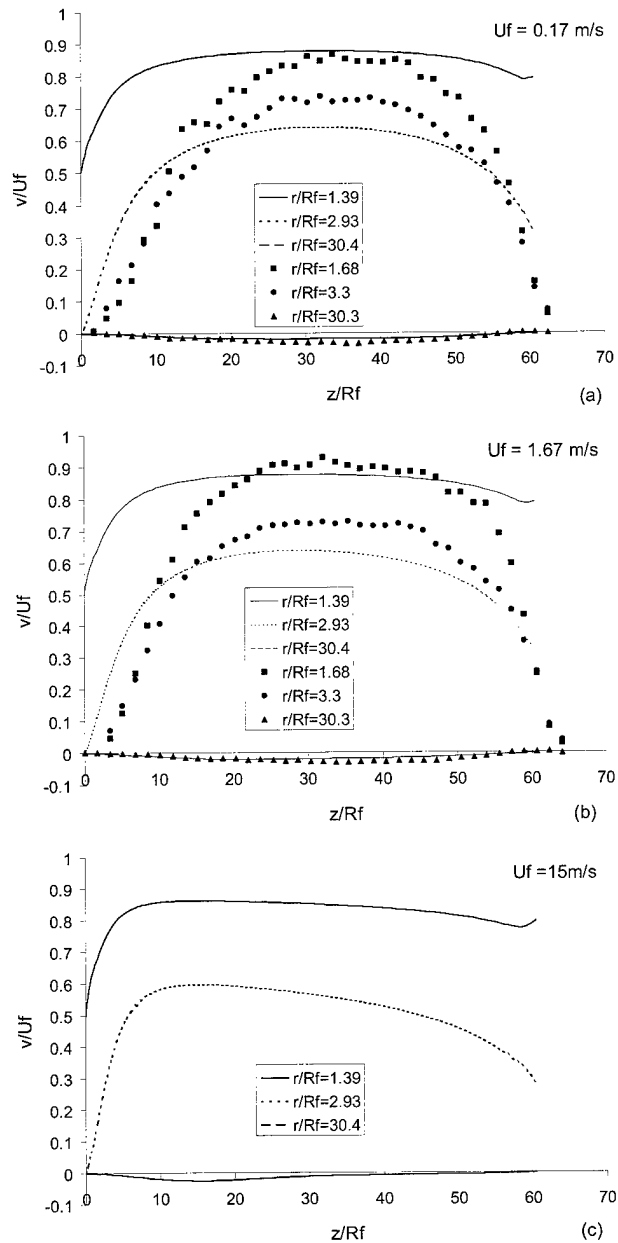 Uf = 0.17 m/s
1
0.9
0.8
0.7
0.6
0.5
0.4
0.3
0.2
0.1
0
-0.1
v/Uf
r/Rf=1.39
r/Rf=2.93
r/Rf=30.4
r/Rf=1.68
r/Rf=3.3
r/Rf=30.3
0 10 20 30 40 50 60 70
z/Rf
(a)
Uf = 1.67 m/s
1
0.9
0.8
0.7
0.6
0.5
0.4
0.3
0.2
0.1
0
-0.1
v/Uf
r/Rf=1.39
r/Rf=2.93
r/Rf=30.4
r/Rf=1.68
r/Rf=3.3
r/Rf=30.3
0 10 20 30 40 50 60 70
z/Rf
(b)
Uf =15m/s
1
0.9
0.8
0.7
0.6
0.5
0.4
0.3
0.2
0.1
0
-0.1
v/Uf
r/Rf=1.39
r/Rf=2.93
r/Rf=30.4
0 10 20 30 40 50 60 70
z/Rf
(c)